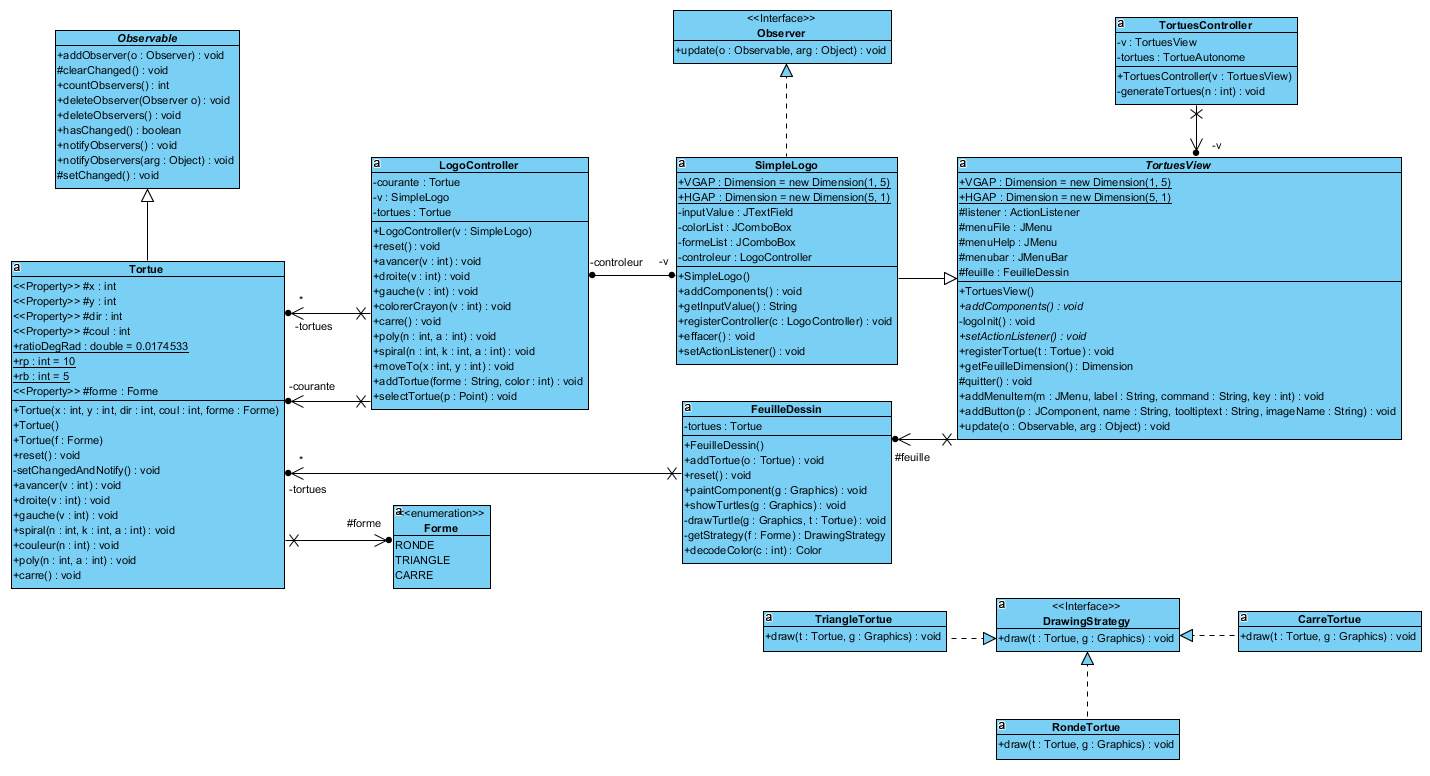 Observable
+addObserver(o : Observer) : void
#clearChanged() : void
+countObservers() : int
+deleteObserver(Observer o) : void
+deleteObservers() : void
+hasChanged() : boolean
+notifyObservers() : void
+notifyObservers(arg : Object) : void
#setChanged() : void
<<Interface>>
Observer
+update(o : Observable, arg : Object) : void
a
TortuesController
-v : TortuesView
-tortues : TortueAutonome
+TortuesController(v : TortuesView)
-generateTortues(n : int) : void
-v
a
LogoController
-courante : Tortue
-v : SimpleLogo
-tortues : Tortue
+LogoController(v : SimpleLogo)
+reset() : void
+avancer(v : int) : void
+droite(v : int) : void
+gauche(v : int) : void
+colorerCrayon(v : int) : void
+carre() : void
+poly(n : int, a : int) : void
+spiral(n : int, k : int, a : int) : void
+moveTo(x : int, y : int) : void
+addTortue(forme : String, color : int) : void
+selectTortue(p : Point) : void
-controleur
-v
a
SimpleLogo
+VGAP : Dimension = new Dimension(1, 5)
+HGAP : Dimension = new Dimension(5, 1)
-inputValue : JTextField
-colorList : JComboBox
-formeList : JComboBox
-controleur : LogoController
+SimpleLogo()
+addComponents() : void
+getInputValue() : String
+registerController(c : LogoController) : void
+effacer() : void
+setActionListener() : void
a
TortuesView
+VGAP : Dimension = new Dimension(1, 5)
+HGAP : Dimension = new Dimension(5, 1)
#listener : ActionListener
#menuFile : JMenu
#menuHelp : JMenu
#menubar : JMenuBar
#feuille : FeuilleDessin
+TortuesView()
+addComponents() : void
-logoInit() : void
+setActionListener() : void
+registerTortue(t : Tortue) : void
+getFeuilleDimension() : Dimension
#quitter() : void
+addMenuItem(m : JMenu, label : String, command : String, key : int) : void
+addButton(p : JComponent, name : String, tooltiptext : String, imageName : String) : void
+update(o : Observable, arg : Object) : void
a
Tortue
<<Property>> #x : int
<<Property>> #y : int
<<Property>> #dir : int
<<Property>> #coul : int
+ratioDegRad : double = 0.0174533
+rp : int = 10
+rb : int = 5
<<Property>> #forme : Forme
+Tortue(x : int, y : int, dir : int, coul : int, forme : Forme)
+Tortue()
+Tortue(f : Forme)
+reset() : void
-setChangedAndNotify() : void
+avancer(v : int) : void
+droite(v : int) : void
+gauche(v : int) : void
+spiral(n : int, k : int, a : int) : void
+couleur(n : int) : void
+poly(n : int, a : int) : void
+carre() : void
*
-tortues
-courante
*
-tortues
#forme
a
<<enumeration>>
Forme
RONDE
TRIANGLE
CARRE
a
FeuilleDessin
-tortues : Tortue
+FeuilleDessin()
+addTortue(o : Tortue) : void
+reset() : void
+paintComponent(g : Graphics) : void
+showTurtles(g : Graphics) : void
-drawTurtle(g : Graphics, t : Tortue) : void
-getStrategy(f : Forme) : DrawingStrategy
+decodeColor(c : int) : Color
#feuille
a
TriangleTortue
+draw(t : Tortue, g : Graphics) : void
a
<<Interface>>
DrawingStrategy
+draw(t : Tortue, g : Graphics) : void
a
CarreTortue
+draw(t : Tortue, g : Graphics) : void
a
RondeTortue
+draw(t : Tortue, g : Graphics) : void